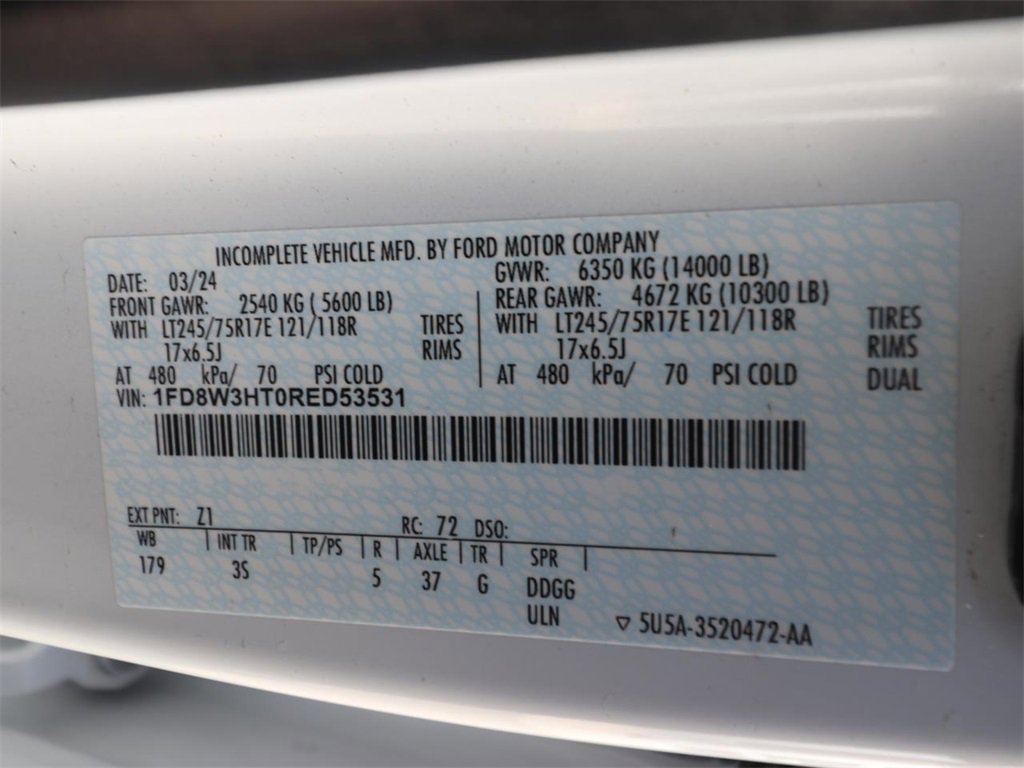 INCOMPLETE VEHICLE MFD. BY FORD MOTOR COMPANY
DATE: 03/24 GVWR: 6350 KG (14000 LB)
FRONT GAWR: 2540 KG ( 5600 LB) REAR GAWR: 4672 KG (10300 LB)
WITH LT245/75R17E 121/118R TIRES WITH LT245/75R17E 121/118R TIRES
17x6.5J RIMS 17x6.5J RIMS
AT 480 kPa/ 70 PSI COLD AT 480 kPa/ 70 PSI COLD DUAL
VIN: 1FD8W3HT0RED53531
EXT PNT: Z1 RC: 72 DSO:
WB INT TR TP/PS R AXLE TR SPR
179 3S 5 37 G DDGG
ULN 5U5A-3520472-AA